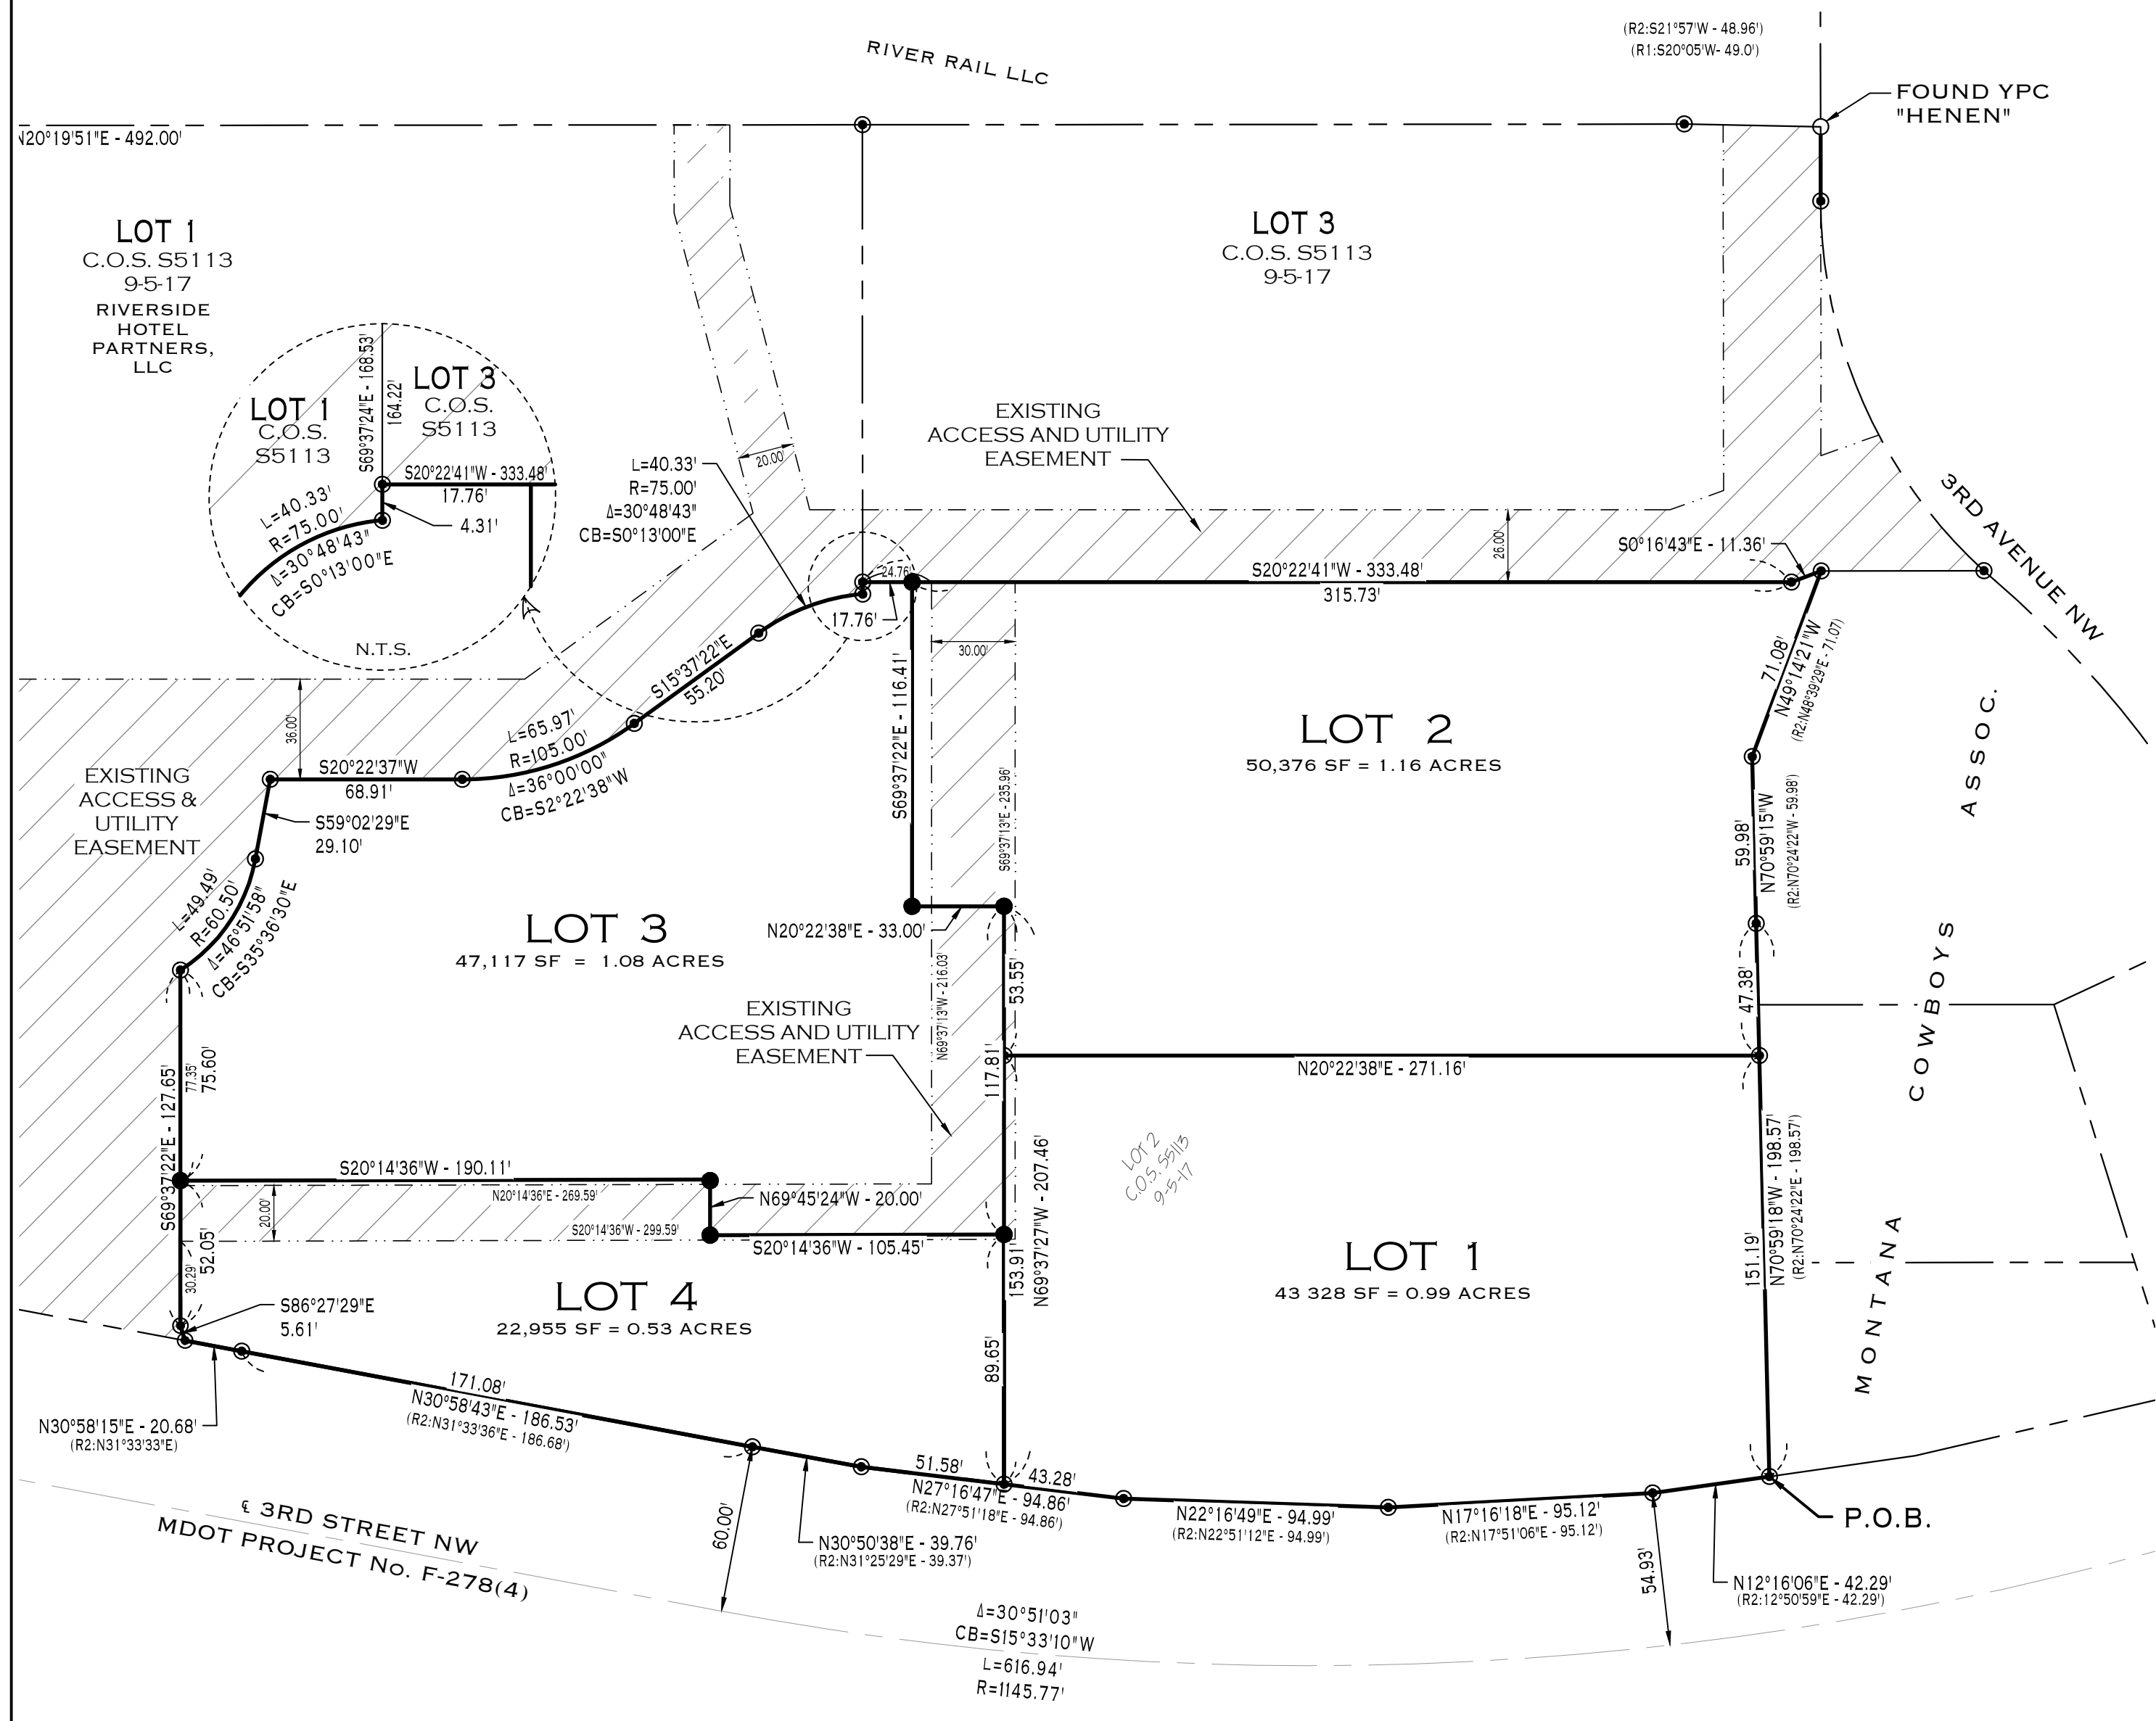 (R2:S21°57'W - 48.96')
(R1:S20°05'W- 49.0')
RIVER RAIL LLC
FOUND YPC
"HENEN"
N20°19'51"E - 492.00'
LOT 1
C.O.S. S5113
9-5-17
RIVERSIDE
HOTEL
PARTNERS,
LLC
LOT 3
C.O.S. S5113
9-5-17
S69°37'24"E - 168.53'
164.22'
LOT 3
C.O.S.
S5113
LOT 1
C.O.S.
S5113
S20°22'41"W - 333.48'
17.76'
4.31'
L=40.33'
R=75.00'
Δ=30°48'43"
CB=S0°13'00"E
N.T.S.
L=40.33'
R=75.00'
Δ=30°48'43"
CB=S0°13'00"E
20.00'
EXISTING
ACCESS AND UTILITY
EASEMENT
26.00'
S0°16'43"E - 11.36'
3RD AVENUE NW
24.76'
17.76'
S20°22'41"W - 333.48'
315.73'
30.00'
71.08'
N49°14'21"W
(R2:N48°39'29"E - 71.07)
S15°37'22"E
55.20'
L=65.97'
R=105.00'
Δ=36°00'00"
CB=S2°22'38"W
36.00'
S20°22'37"W
68.91'
EXISTING
ACCESS &
UTILITY
EASEMENT
S59°02'29"E
29.10'
L=49.49'
R=60.50'
Δ=46°51'58"
CB=S35°36'30"E
S69°37'22"E - 116.41'
S69°37'13"E - 235.96'
LOT 2
50,376 SF = 1.16 ACRES
59.98'
N70°59'15"W
(R2:N70°24'22"W - 59.98')
MONTANA COWBOYS ASSOC.
LOT 3
47,117 SF = 1.08 ACRES
N20°22'38"E - 33.00'
N69°37'13"W - 216.03'
53.55'
47.38'
EXISTING
ACCESS AND UTILITY
EASEMENT
117.81'
N20°22'38"E - 271.16'
S69°37'22"E - 127.65'
77.35'
75.60'
LOT 2
C.O.S. S5113
9-5-17
N69°37'27"W - 207.46'
151.19'
N70°59'18"W - 198.57'
(R2:N70°24'22"E - 198.57')
S20°14'36"W - 190.11'
N20°14'36"E - 269.59'
N69°45'24"W - 20.00'
20.00'
S20°14'36"W - 299.59'
S20°14'36"W - 105.45'
153.91'
30.29'
52.05'
LOT 4
22,955 SF = 0.53 ACRES
LOT 1
43 328 SF = 0.99 ACRES
S86°27'29"E
5.61'
89.65'
N30°58'15"E - 20.68'
(R2:N31°33'33"E)
171.08'
N30°58'43"E - 186.53'
(R2:N31°33'36"E - 186.68')
51.58'
43.28'
N27°16'47"E - 94.86'
(R2:N27°51'18"E - 94.86')
N22°16'49"E - 94.99'
(R2:N22°51'12"E - 94.99')
N17°16'18"E - 95.12'
(R2:N17°51'06"E - 95.12')
P.O.B.
60.00'
N30°50'38"E - 39.76'
(R2:N31°25'29"E - 39.37')
54.93'
N12°16'06"E - 42.29'
(R2:12°50'59"E - 42.29')
℄ 3RD STREET NW
MDOT PROJECT No. F-278(4)
Δ=30°51'03"
CB=S15°33'10"W
L=616.94'
R=1145.77'